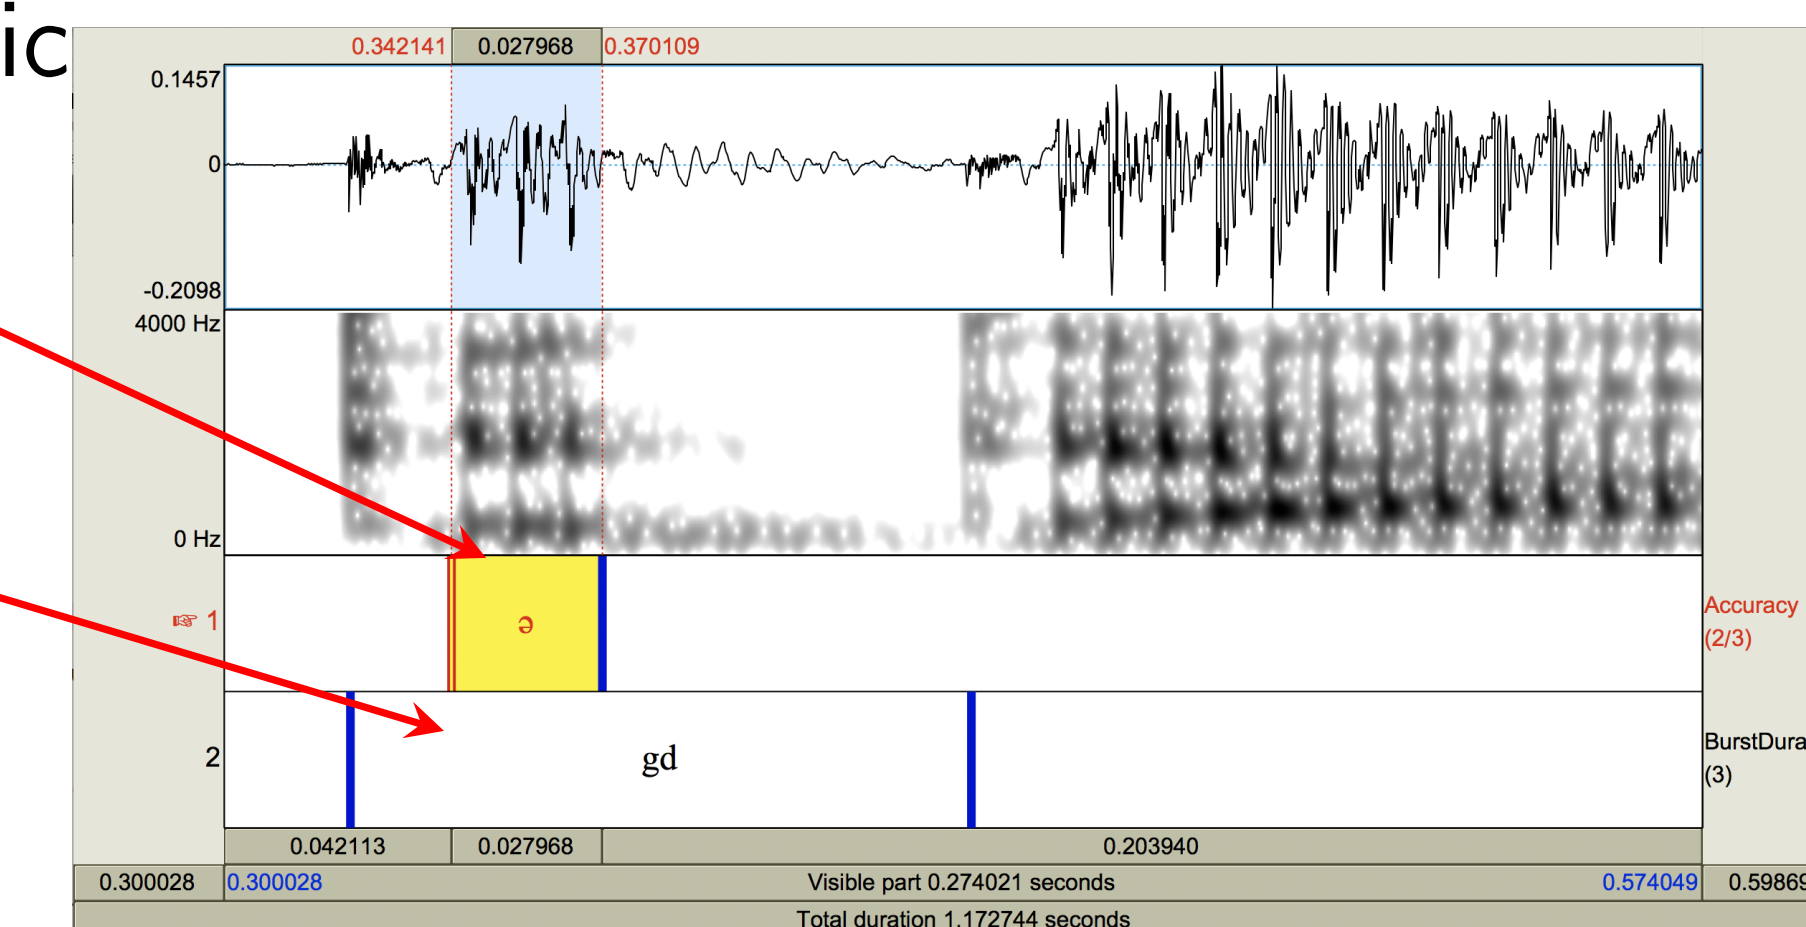 ic
0.342141 0.027968 0.370109
0.1457
0
-0.2098
4000 Hz
0 Hz
☞ 1
ə
Accuracy
(2/3)
2
gd
BurstDura
(3)
0.042113 0.027968 0.203940
0.300028 0.300028 Visible part 0.274021 seconds 0.574049 0.59869
Total duration 1.172744 seconds